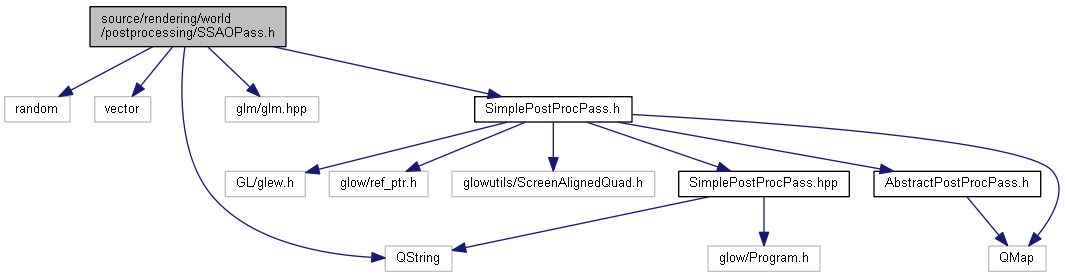 source/rendering/world
/postprocessing/SSAOPass.h
random
vector
glm/glm.hpp
SimplePostProcPass.h
GL/glew.h
glow/ref_ptr.h
glowutils/ScreenAlignedQuad.h
SimplePostProcPass.hpp
AbstractPostProcPass.h
QString
glow/Program.h
QMap